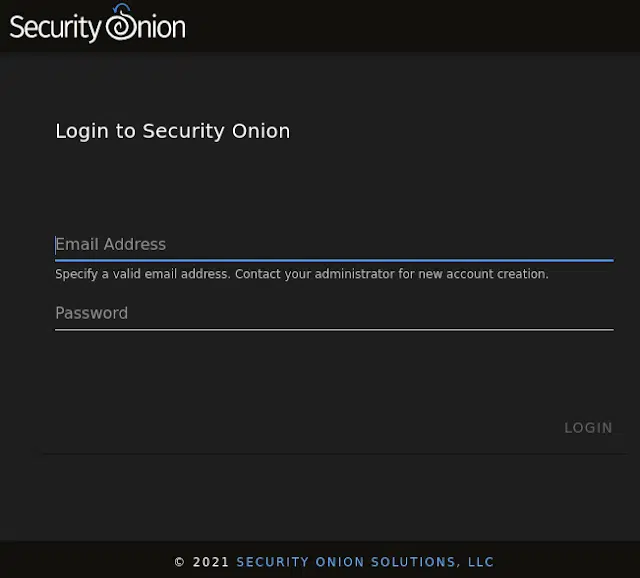 Security Onion
Login to Security Onion
Email Address
Specify a valid email address. Contact your administrator for new account creation.
Password
LOGIN
© 2021 SECURITY ONION SOLUTIONS, LLC